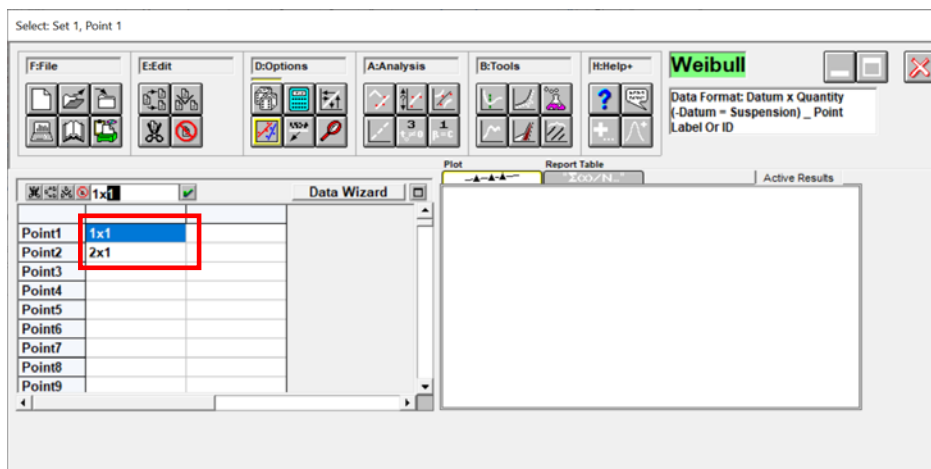 Select: Set 1, Point 1
F:File
E:Edit
D:Options
A:Analysis
B:Tools
H:Help+
Weibull
Data Format: Datum x Quantity
(-Datum = Suspension) _ Point
Label Or ID
Plot
Report Table
Active Results
1x1
Data Wizard
Point1 1x1
Point2 2x1
Point3
Point4
Point5
Point6
Point7
Point8
Point9